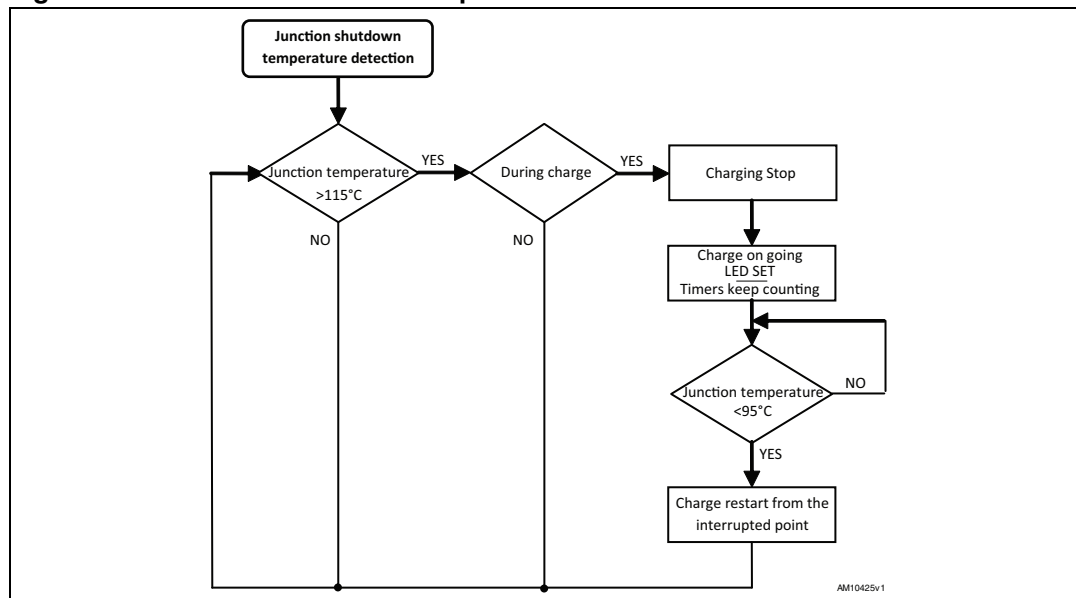 Junction shutdown
temperature detection
Junction temperature
>115°C
YES
NO
During charge
YES
NO
Charging Stop
Charge on going
LED SET
Timers keep counting
Junction temperature
<95°C
NO
YES
Charge restart from the
interrupted point
AM10425v1